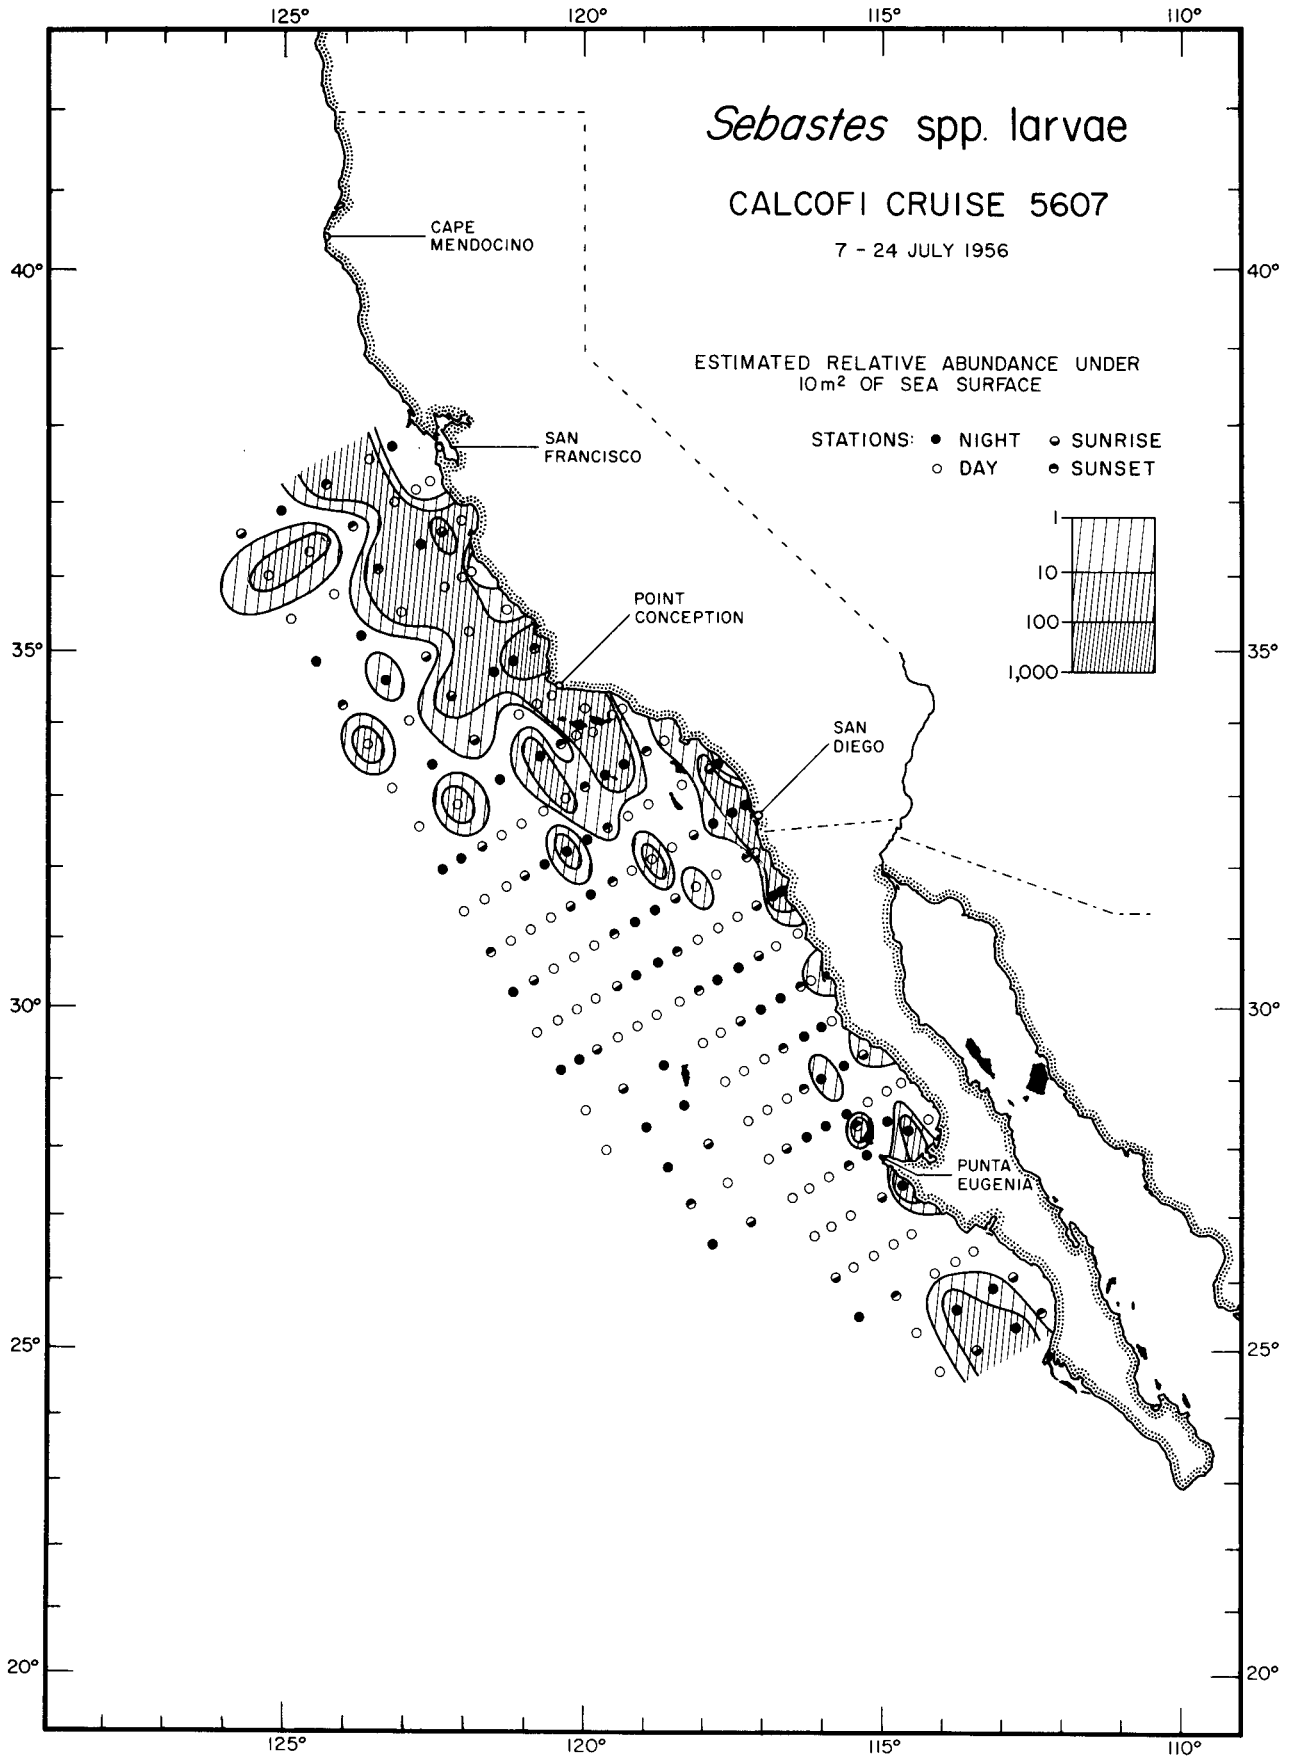 125°
120°
115°
110°
Sebastes spp. larvae
CALCOFI CRUISE 5607
7 - 24 JULY 1956
CAPE
MENDOCINO
40°
40°
ESTIMATED RELATIVE ABUNDANCE UNDER
10m² OF SEA SURFACE
STATIONS: ● NIGHT ◒ SUNRISE
○ DAY ◓ SUNSET
SAN
FRANCISCO
1
10
100
1,000
POINT
CONCEPTION
35°
35°
SAN
DIEGO
30°
30°
PUNTA
EUGENIA
25°
25°
20°
20°
125°
120°
115°
110°